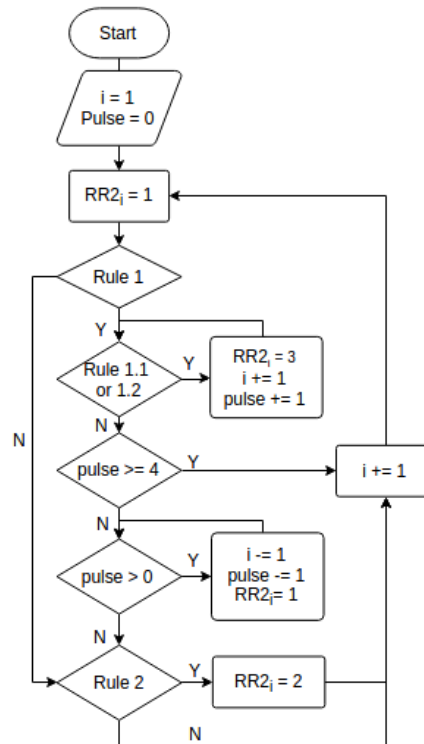 Start
i = 1
Pulse = 0
RR2i = 1
Rule 1
Y
Rule 1.1
or 1.2
Y
RR2i = 3
i += 1
pulse += 1
N
N
pulse >= 4
Y
i += 1
N
pulse > 0
Y
i -= 1
pulse -= 1
RR2i= 1
N
Rule 2
Y
RR2i = 2
N